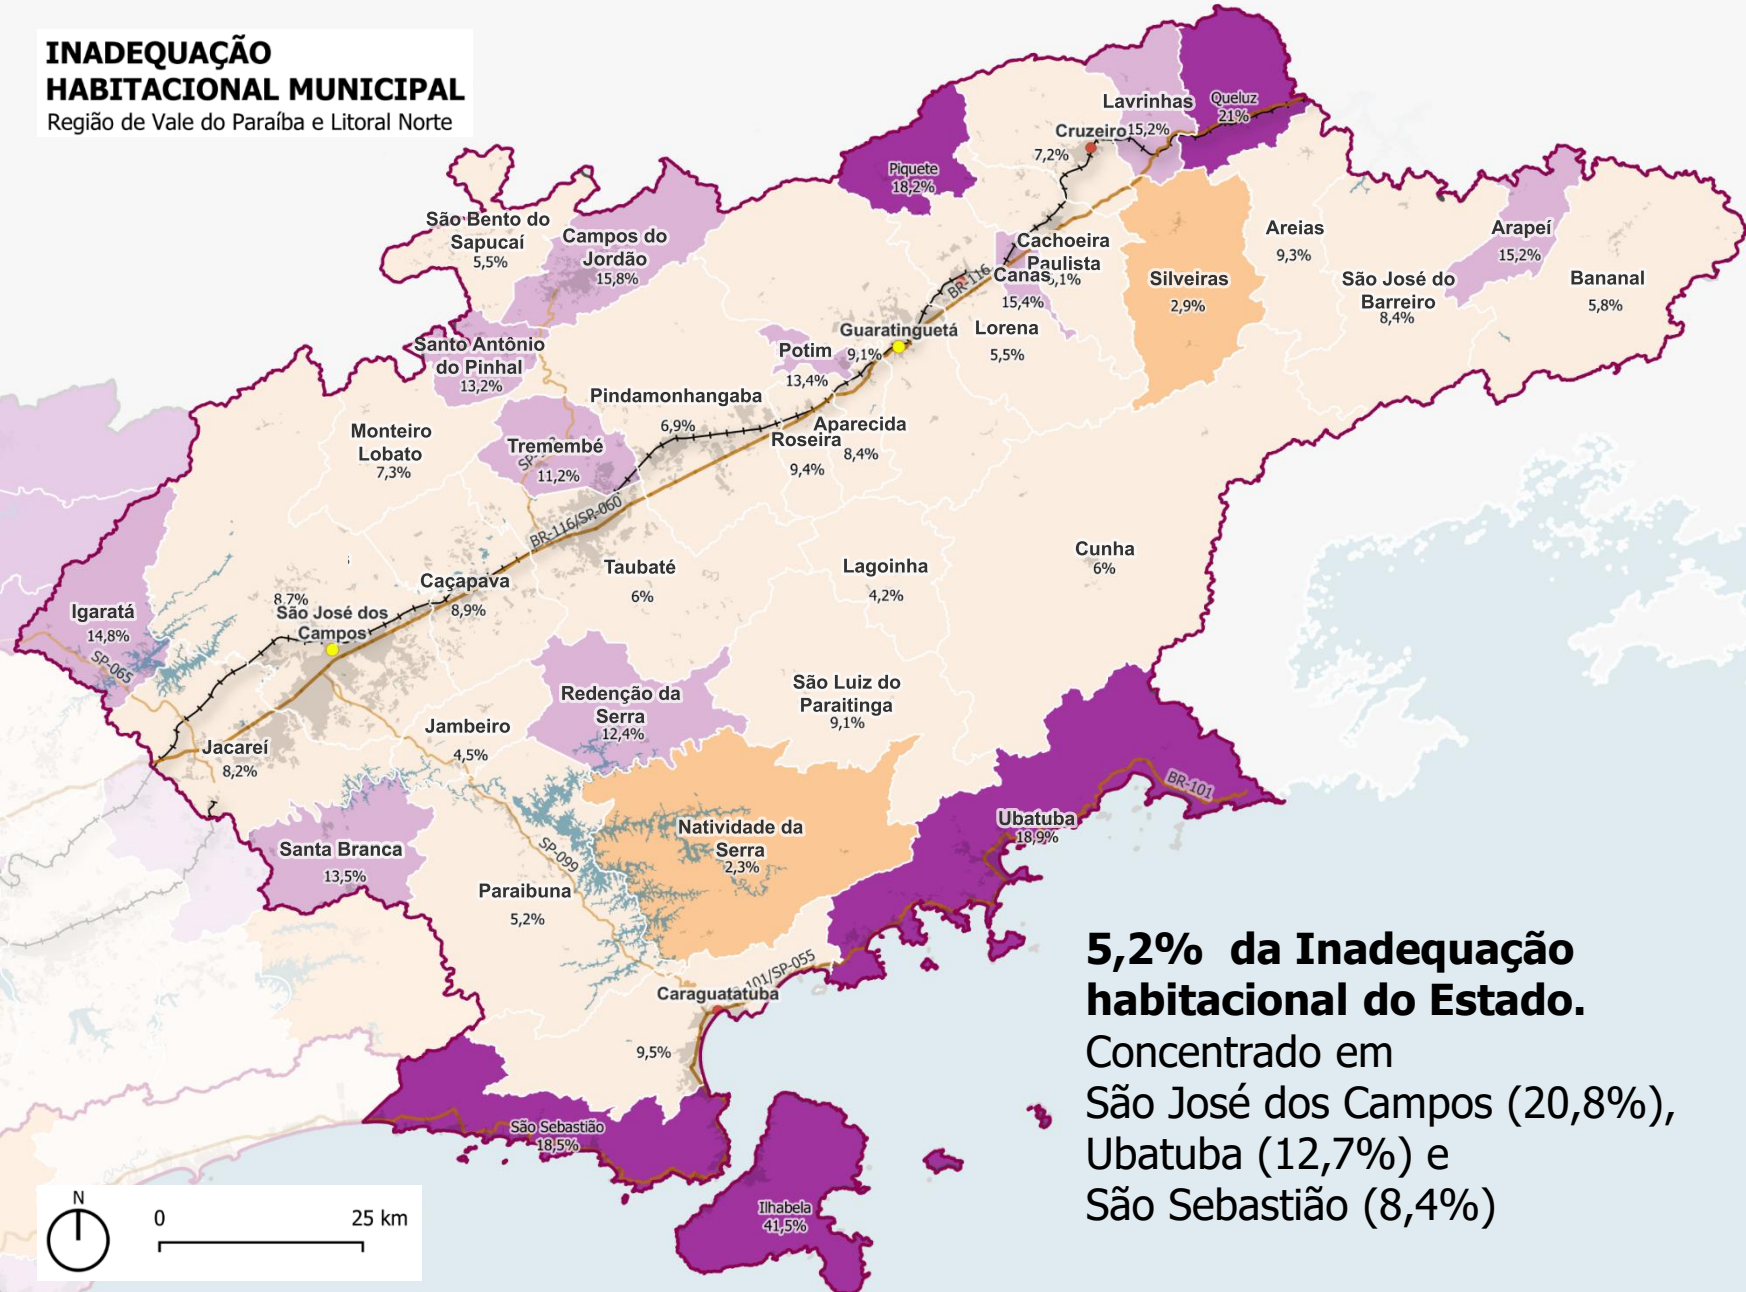 INADEQUAÇÃO
HABITACIONAL MUNICIPAL
Região de Vale do Paraíba e Litoral Norte
Queluz
21%
Lavrinhas
15,2%
Cruzeiro
7,2%
Piquete
18,2%
São Bento do
Sapucaí
5,5%
Campos do
Jordão
15,8%
Cachoeira
Paulista
Canas
15,4%
BR-116
Silveiras
2,9%
Areias
9,3%
São José do
Barreiro
8,4%
Arapeí
15,2%
Bananal
5,8%
Santo Antônio
do Pinhal
13,2%
Potim
13,4%
Guaratinguetá
9,1%
Lorena
5,5%
Pindamonhangaba
6,9%
Monteiro
Lobato
7,3%
Tremembé
11,2%
Roseira
9,4%
Aparecida
8,4%
BR-116/SP-060
Caçapava
8,9%
Taubaté
6%
Lagoinha
4,2%
Cunha
6%
Igaratá
14,8%
SP-065
8,7%
São José dos
Campos
Redenção da
Serra
12,4%
São Luiz do
Paraitinga
9,1%
Jambeiro
4,5%
Jacareí
8,2%
BR-101
Ubatuba
18,9%
Natividade da
Serra
2,3%
Santa Branca
13,5%
SP-099
Paraibuna
5,2%
101/SP-055
Caraguatatuba
9,5%
São Sebastião
18,5%
Ilhabela
41,5%
5,2% da Inadequação
habitacional do Estado.
Concentrado em
São José dos Campos (20,8%),
Ubatuba (12,7%) e
São Sebastião (8,4%)
N
0 25 km